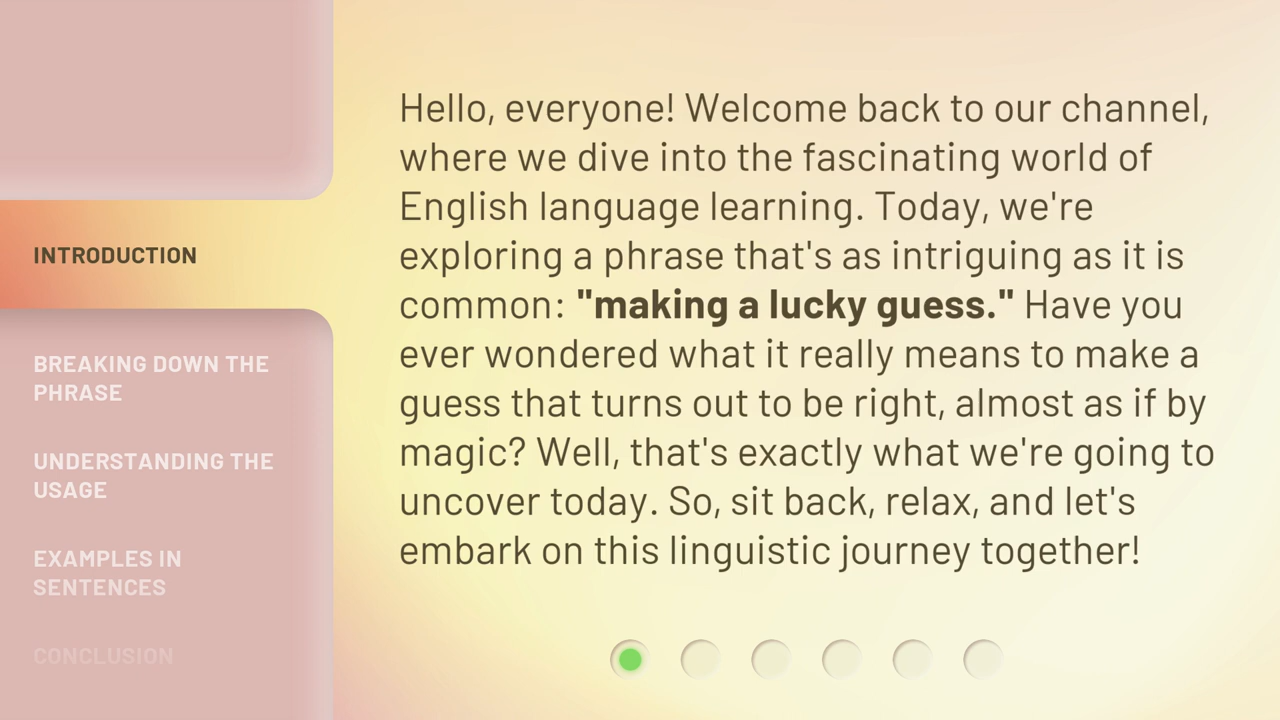 INTRODUCTION
BREAKING DOWN THE
PHRASE
UNDERSTANDING THE
USAGE
EXAMPLES IN
SENTENCES
CONCLUSION
Hello, everyone! Welcome back to our channel,
where we dive into the fascinating world of
English language learning. Today, we're
exploring a phrase that's as intriguing as it is
common: "making a lucky guess." Have you
ever wondered what it really means to make a
guess that turns out to be right, almost as if by
magic? Well, that's exactly what we're going to
uncover today. So, sit back, relax, and let's
embark on this linguistic journey together!